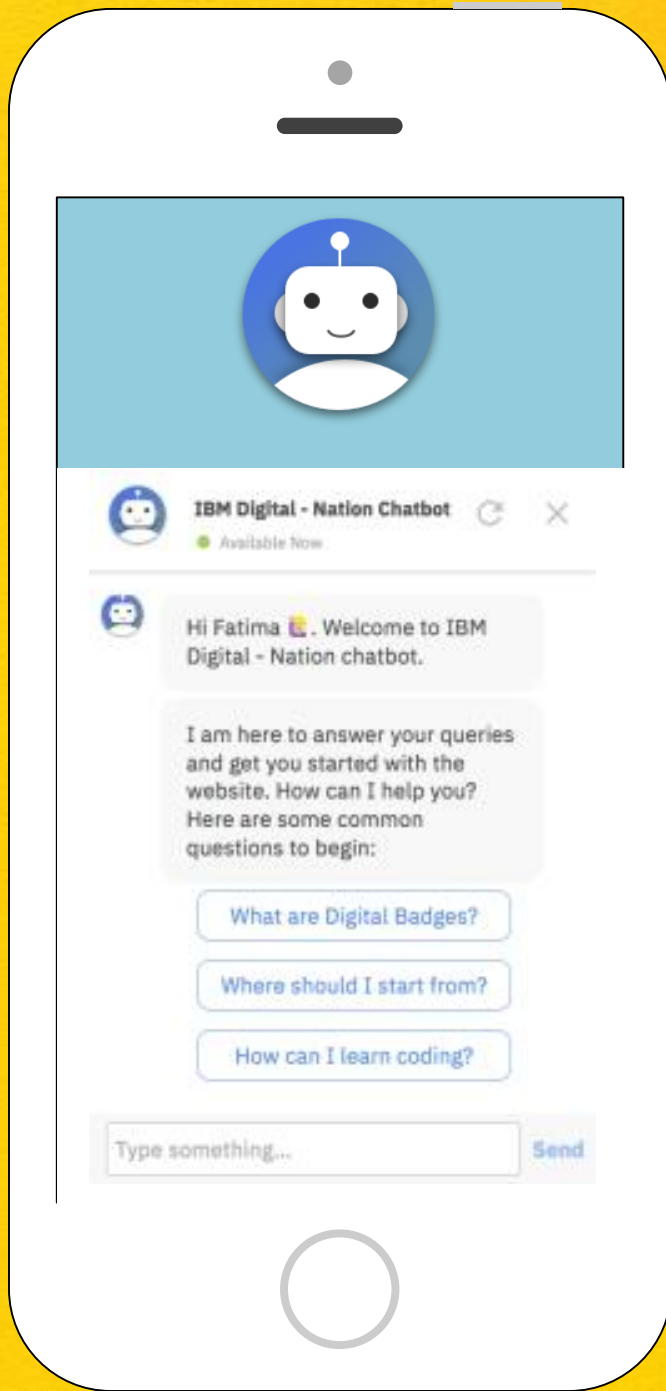 IBM Digital - Nation Chatbot
Available Now
Hi Fatima 🙋. Welcome to IBM
Digital - Nation chatbot.
I am here to answer your queries
and get you started with the
website. How can I help you?
Here are some common
questions to begin:
What are Digital Badges?
Where should I start from?
How can I learn coding?
Type something...
Send